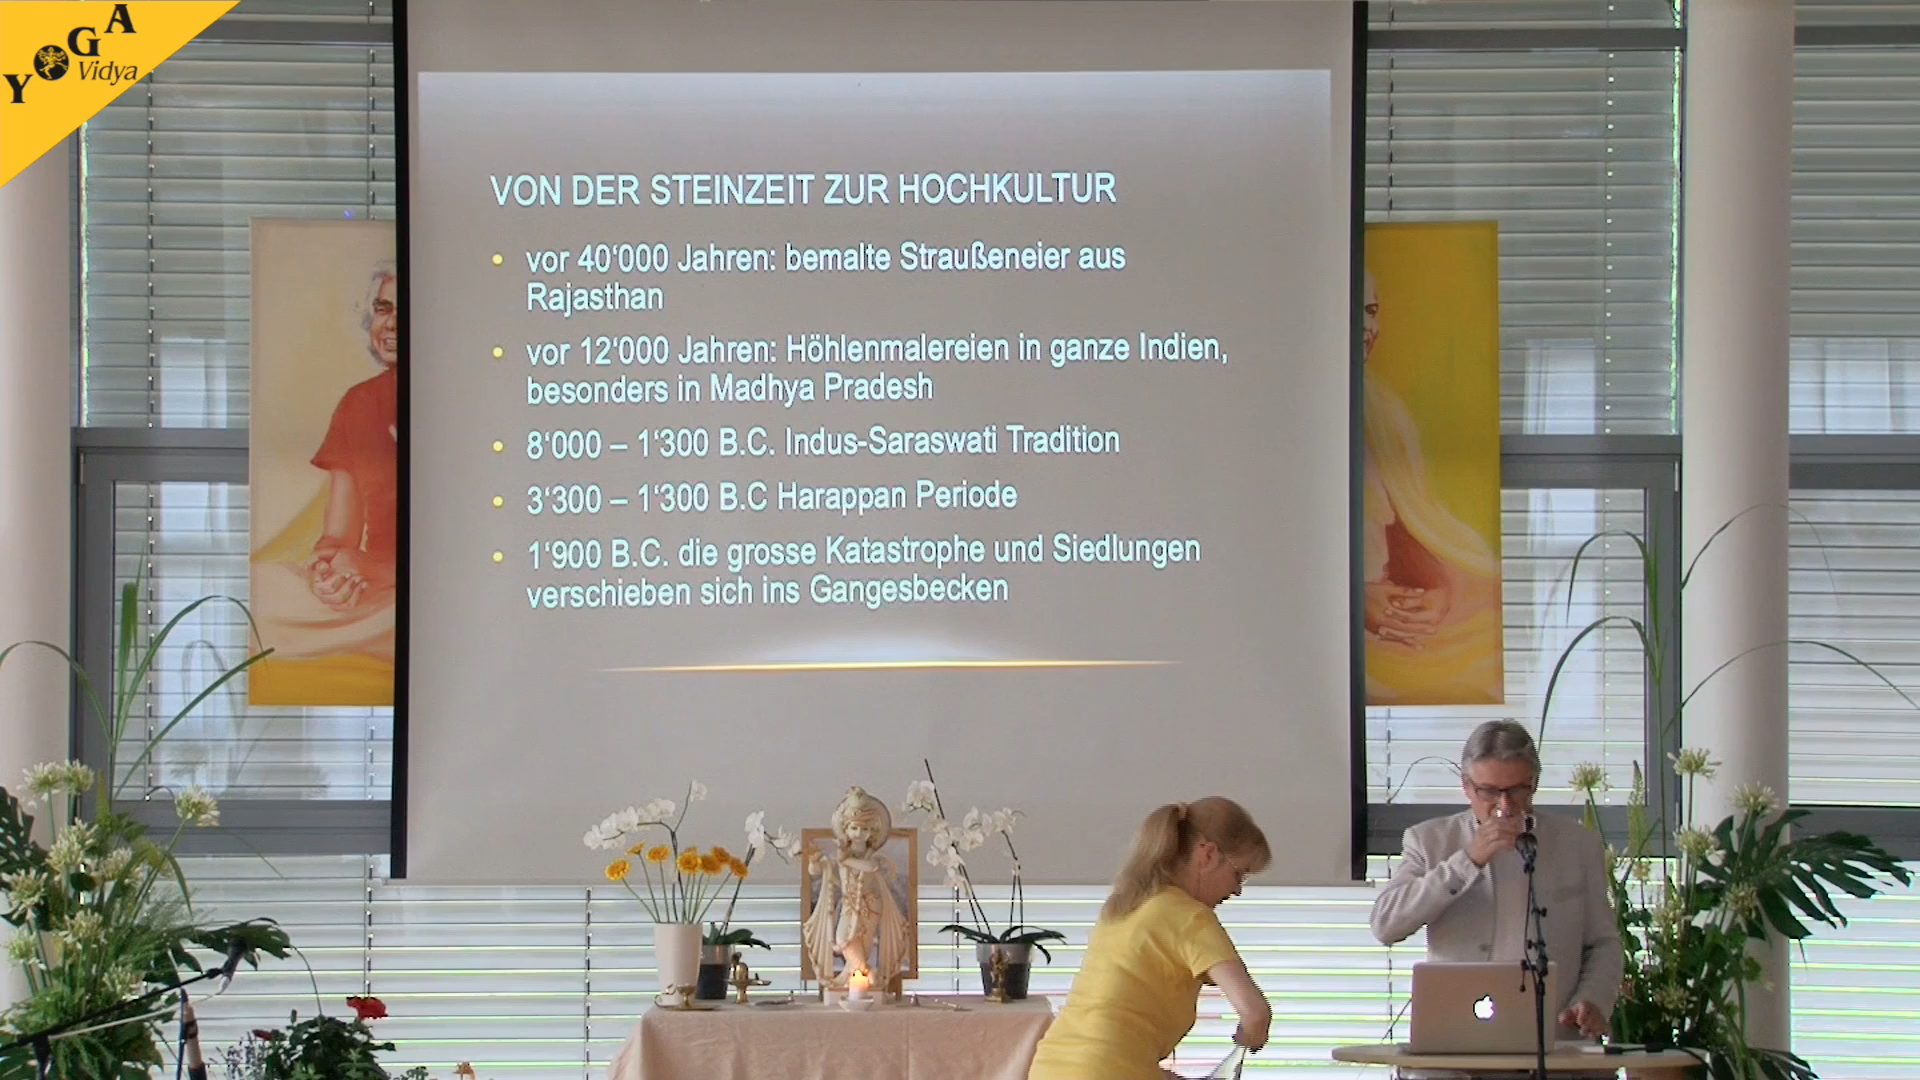 YOGA
Vidya
VON DER STEINZEIT ZUR HOCHKULTUR
• vor 40‘000 Jahren: bemalte Straußeneier aus
Rajasthan
• vor 12‘000 Jahren: Höhlenmalereien in ganze Indien,
besonders in Madhya Pradesh
• 8‘000 – 1‘300 B.C. Indus-Saraswati Tradition
• 3‘300 – 1‘300 B.C Harappan Periode
• 1‘900 B.C. die grosse Katastrophe und Siedlungen
verschieben sich ins Gangesbecken